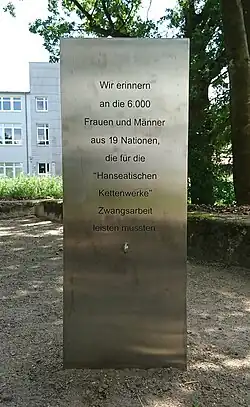 Wir erinnern
an die 6.000
Frauen und Männer
aus 19 Nationen,
die für die
"Hanseatischen
Kettenwerke"
Zwangsarbeit
leisten mussten.